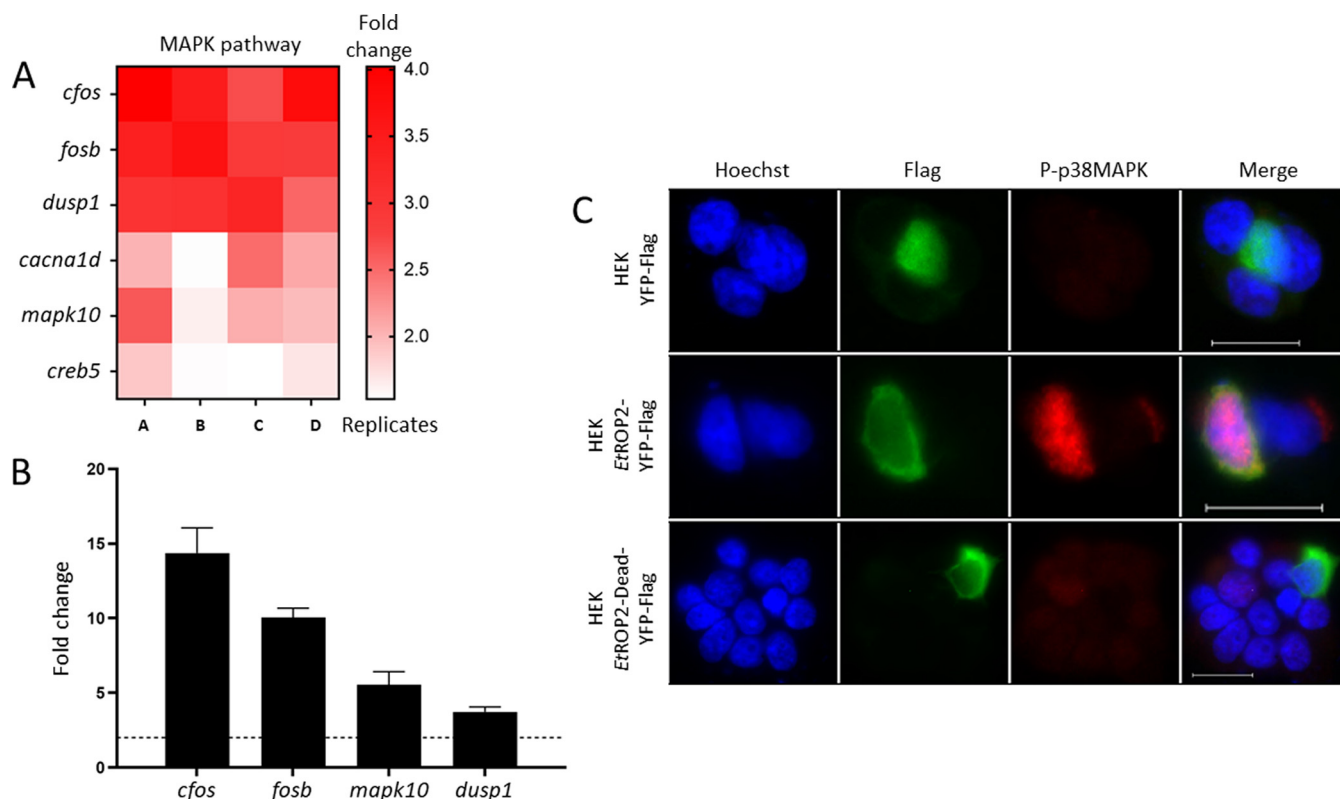 A
MAPK pathway
Fold
change
cfos
fosb
dusp1
cacna1d
mapk10
creb5
4.0
3.5
3.0
2.5
2.0
A B C D
Replicates
B
Fold change
20
15
10
5
0
cfos fosb mapk10 dusp1
C
Hoechst Flag P-p38MAPK Merge
HEK
YFP-Flag
HEK
EtROP2-
YFP-Flag
HEK
EtROP2-Dead-
YFP-Flag